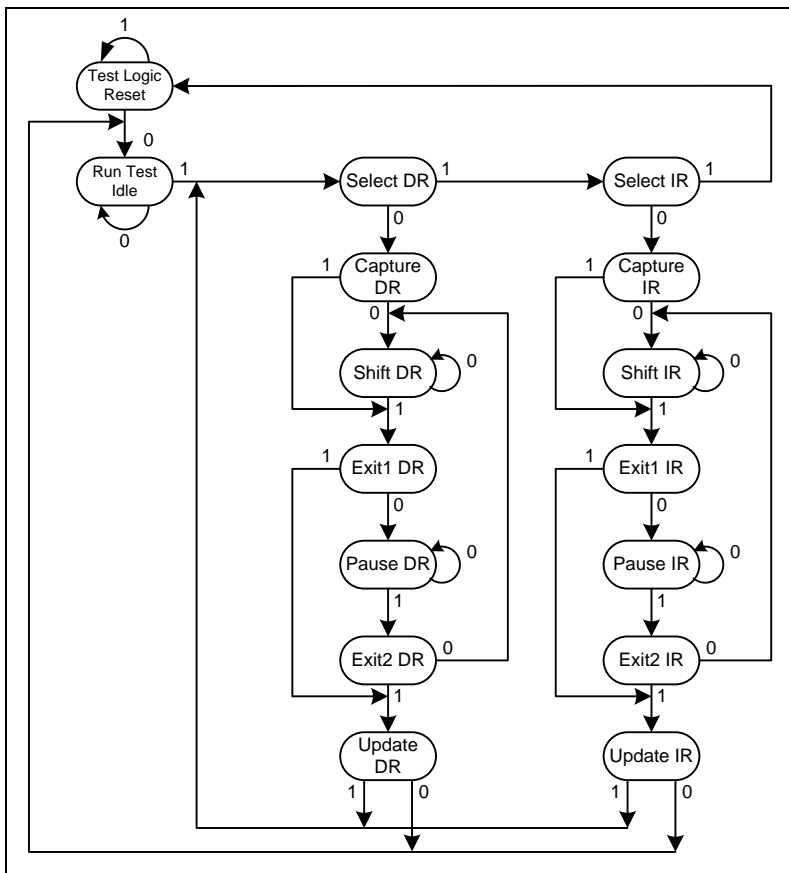 1
Test Logic
Reset
0
Run Test
Idle
1
0
Select DR
1
Select IR
1
0
0
1
Capture
DR
0
1
Capture
IR
0
Shift DR
0
Shift IR
0
1
1
1
Exit1 DR
1
Exit1 IR
0
0
Pause DR
0
Pause IR
0
1
1
Exit2 DR
0
Exit2 IR
0
1
1
Update
DR
Update IR
1
0
1
0